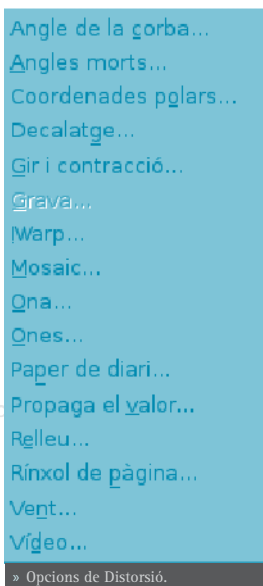 Angle de la corba...
Angles morts...
Coordenades polars...
Decalatge...
Gir i contracció...
Grava...
IWarp...
Mosaic...
Ona...
Ones...
Paper de diari...
Propaga el valor...
Relleu...
Rínxol de pàgina...
Vent...
Vídeo...
» Opcions de Distorsió.